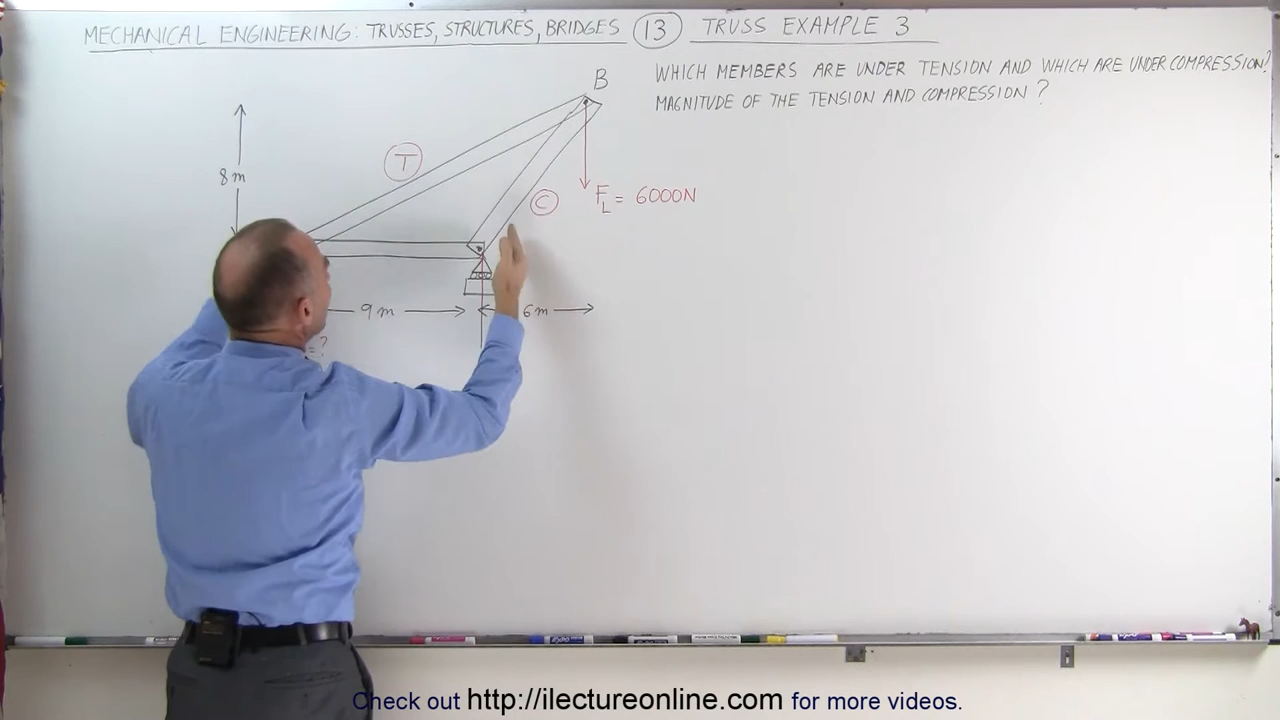 MECHANICAL ENGINEERING: TRUSSES, STRUCTURES, BRIDGES 13 TRUSS EXAMPLE 3
WHICH MEMBERS ARE UNDER TENSION AND WHICH ARE UNDER COMPRESSION?
MAGNITUDE OF THE TENSION AND COMPRESSION ?
B
T
8 m
C
FL = 6000N
9 m
6 m
= ?
Check out http://ilectureonline.com for more videos.